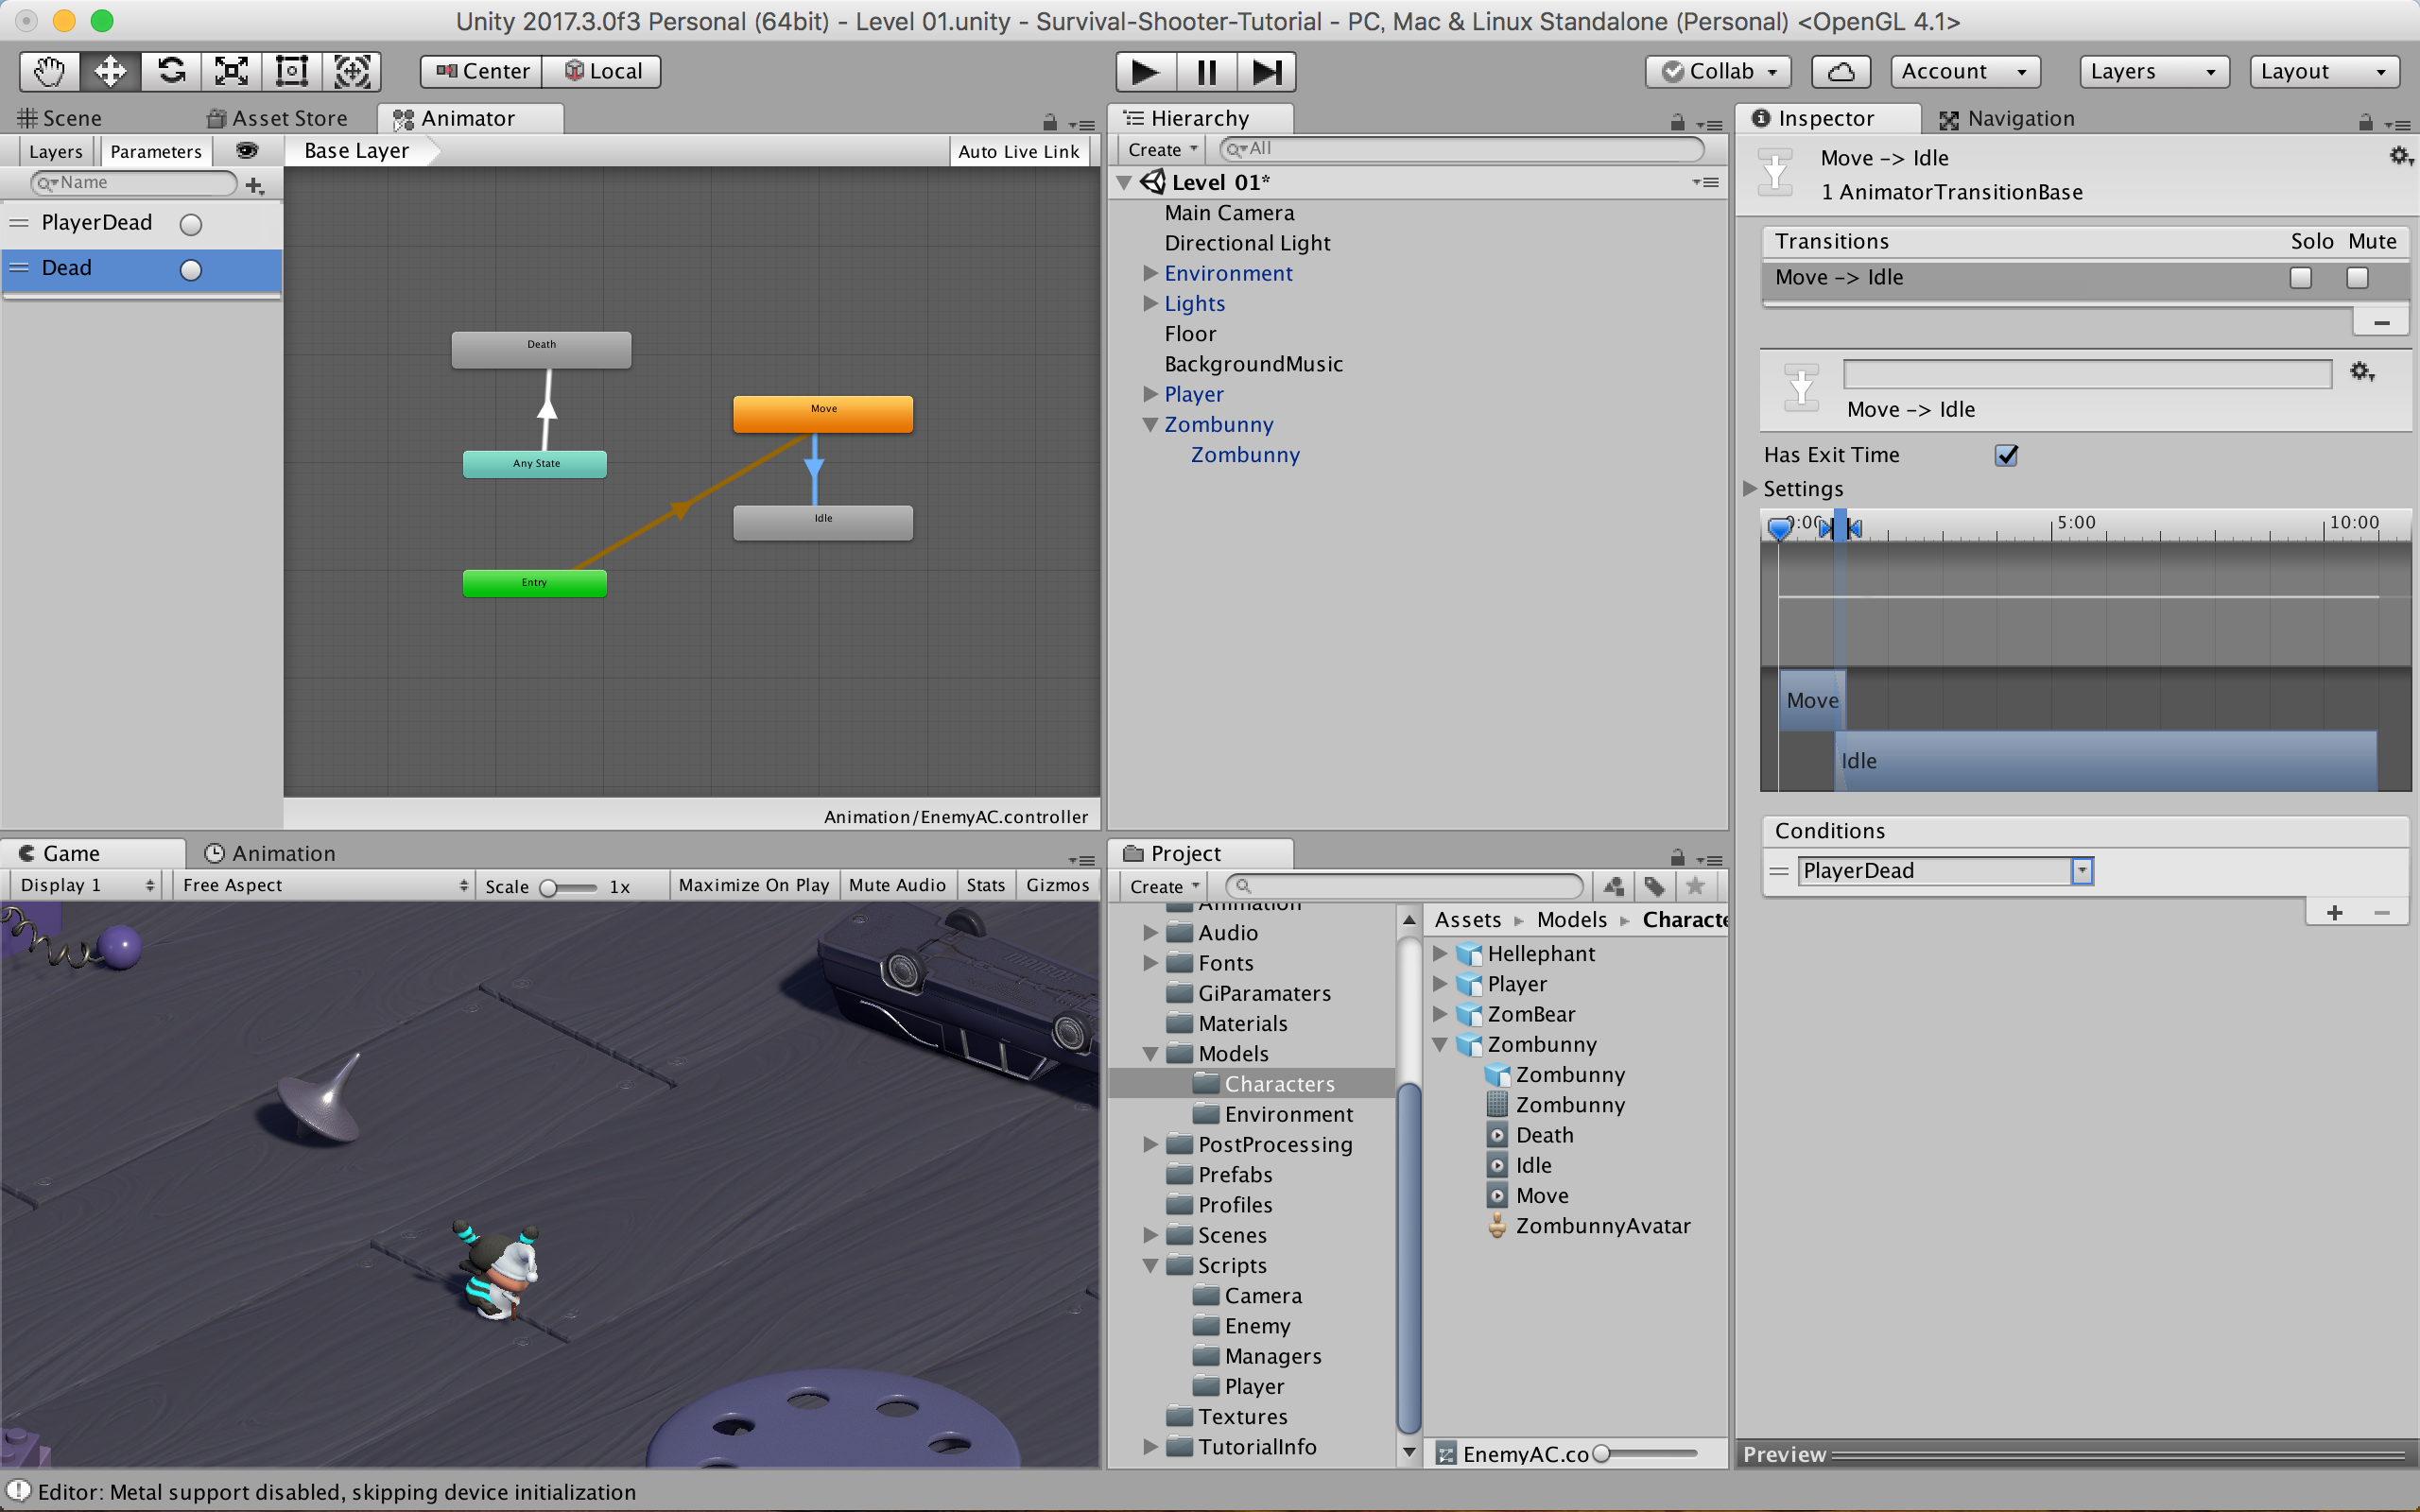 Unity 2017.3.0f3 Personal (64bit) - Level 01.unity - Survival-Shooter-Tutorial - PC, Mac & Linux Standalone (Personal) <OpenGL 4.1>
Center
Local
Collab
Account
Layers
Layout
Scene
Asset Store
Animator
Layers
Parameters
Base Layer
Auto Live Link
Name
PlayerDead
Dead
Death
Any State
Move
Idle
Entry
Animation/EnemyAC.controller
Hierarchy
Create
All
Level 01*
Main Camera
Directional Light
Environment
Lights
Floor
BackgroundMusic
Player
Zombunny
Zombunny
Inspector
Navigation
Move -> Idle
1 AnimatorTransitionBase
Transitions Solo Mute
Move -> Idle
Move -> Idle
Has Exit Time
Settings
0:00 5:00 10:00
Move
Idle
Conditions
PlayerDead
Preview
Game
Animation
Display 1
Free Aspect
Scale 1x
Maximize On Play
Mute Audio
Stats
Gizmos
Project
Create
Animation
Audio
Fonts
GiParamaters
Materials
Models
Characters
Environment
PostProcessing
Prefabs
Profiles
Scenes
Scripts
Camera
Enemy
Managers
Player
Textures
TutorialInfo
Assets Models Characte
Hellephant
Player
ZomBear
Zombunny
Zombunny
Zombunny
Death
Idle
Move
ZombunnyAvatar
EnemyAC.co
Editor: Metal support disabled, skipping device initialization